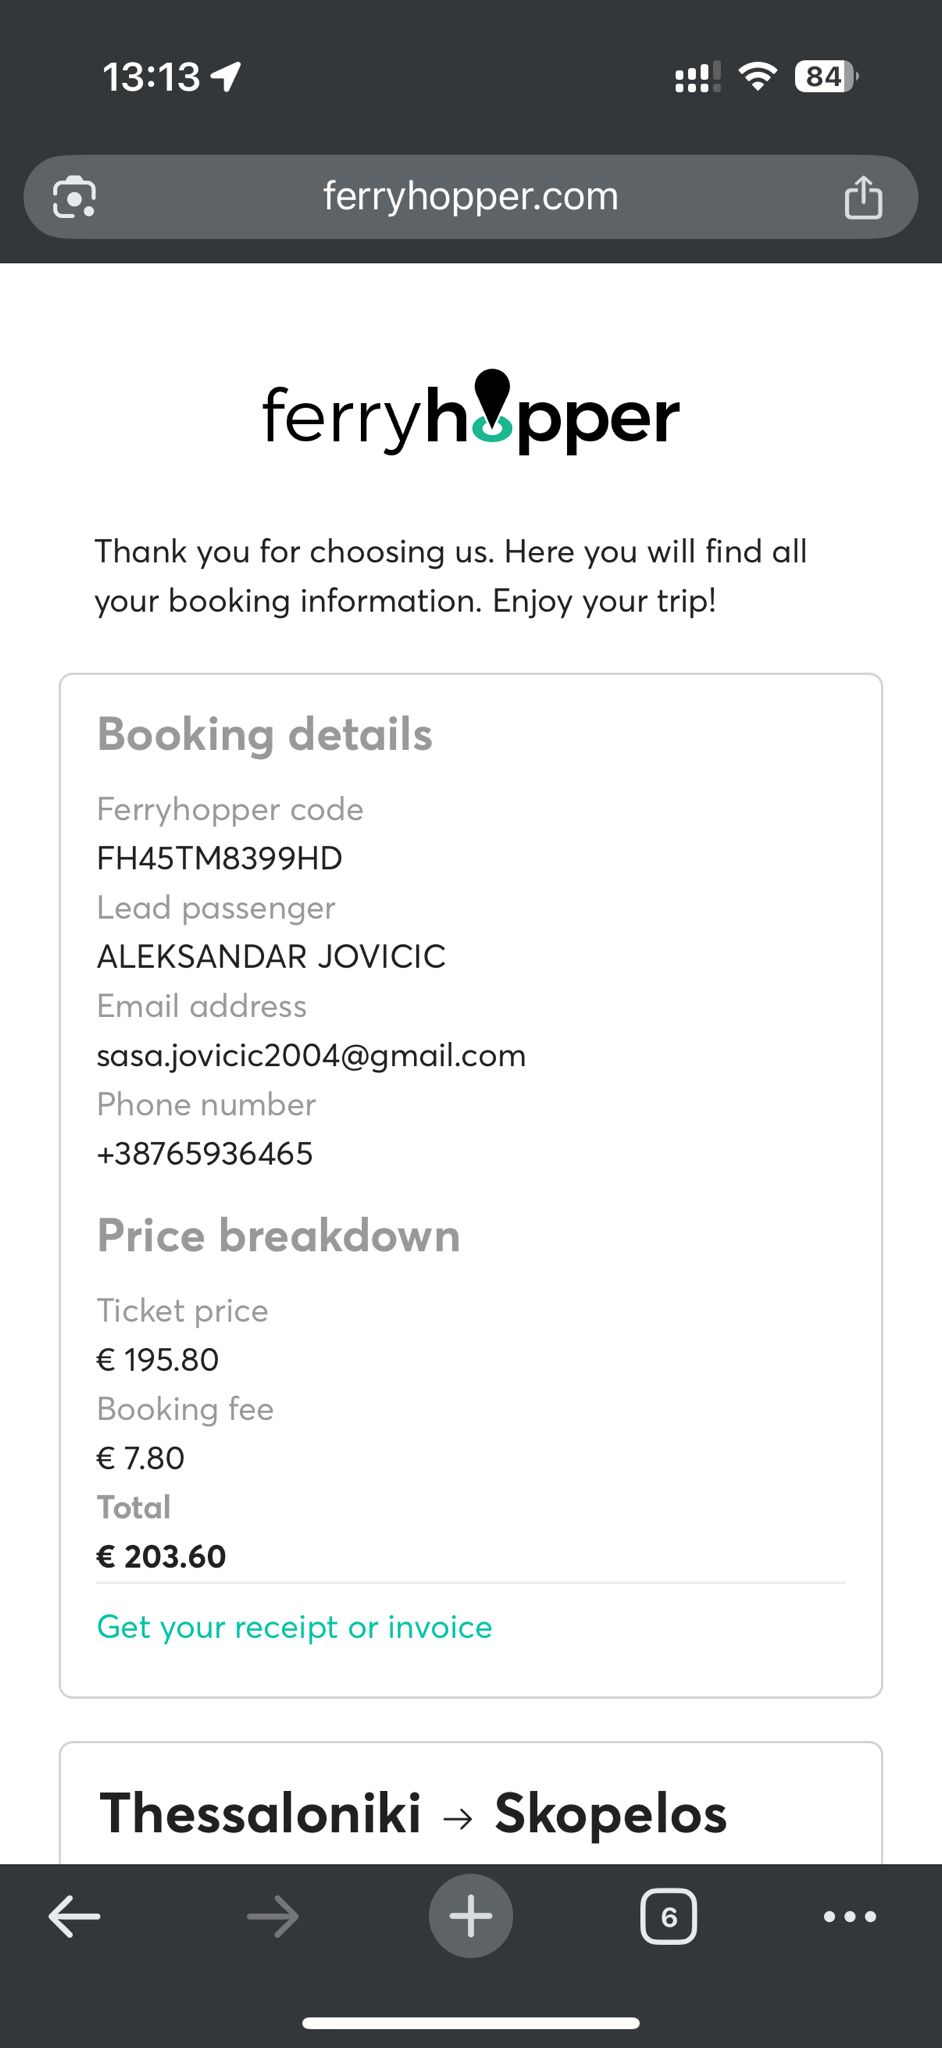 13:13
84
ferryhopper.com
ferryhopper
Thank you for choosing us. Here you will find all
your booking information. Enjoy your trip!
Booking details
Ferryhopper code
FH45TM8399HD
Lead passenger
ALEKSANDAR JOVICIC
Email address
sasa.jovicic2004@gmail.com
Phone number
+38765936465
Price breakdown
Ticket price
€ 195.80
Booking fee
€ 7.80
Total
€ 203.60
Get your receipt or invoice
Thessaloniki → Skopelos
6